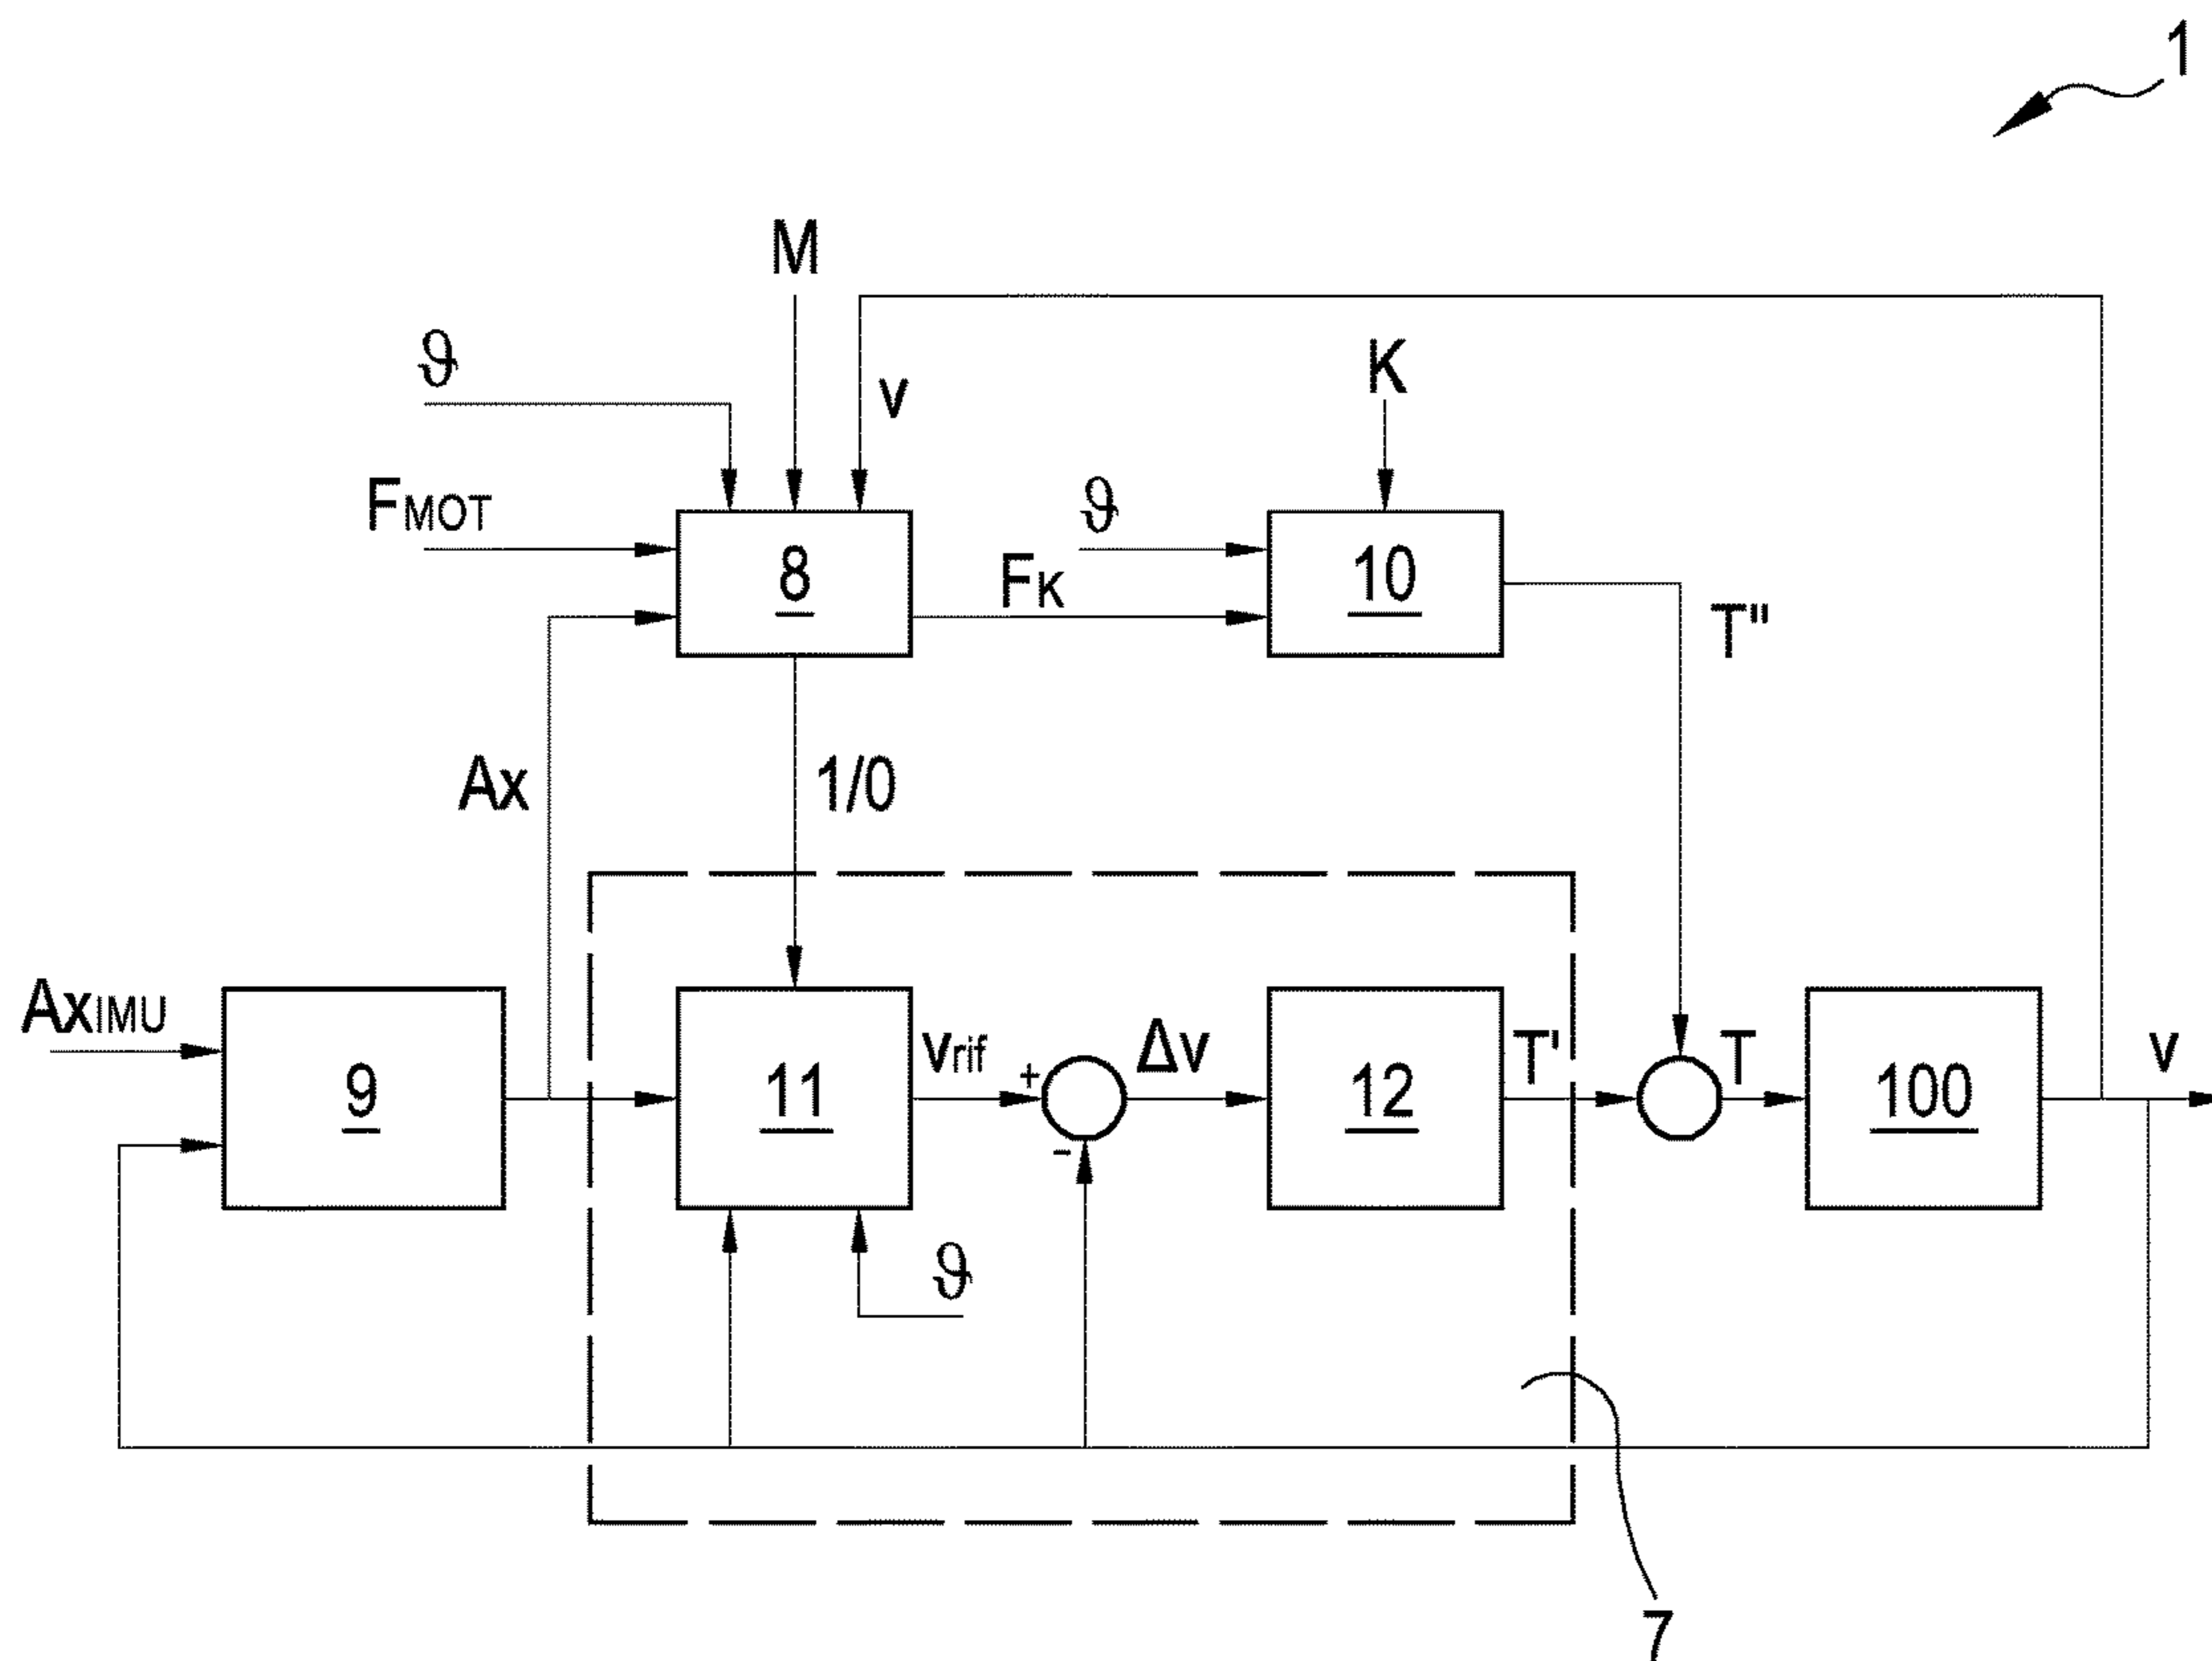 1
M
ϑ
v
K
FMOT
ϑ
8
FK
10
T"
Ax
1/0
AxIMU
9
11
vrif
+
-
Δv
12
T'
T
100
v
ϑ
7